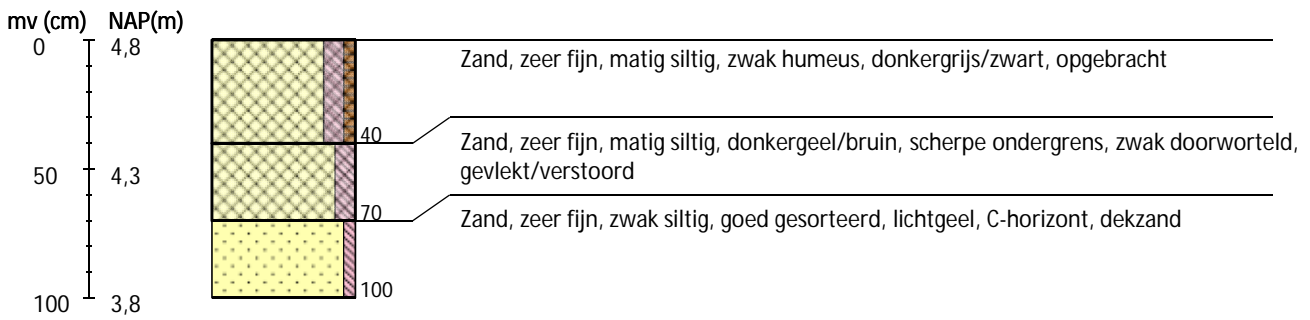 mv (cm) NAP(m)
0 4,8
Zand, zeer fijn, matig siltig, zwak humeus, donkergrijs/zwart, opgebracht
40
Zand, zeer fijn, matig siltig, donkergeel/bruin, scherpe ondergrens, zwak doorworteld,
gevlekt/verstoord
50 4,3
70
Zand, zeer fijn, zwak siltig, goed gesorteerd, lichtgeel, C-horizont, dekzand
100
100 3,8